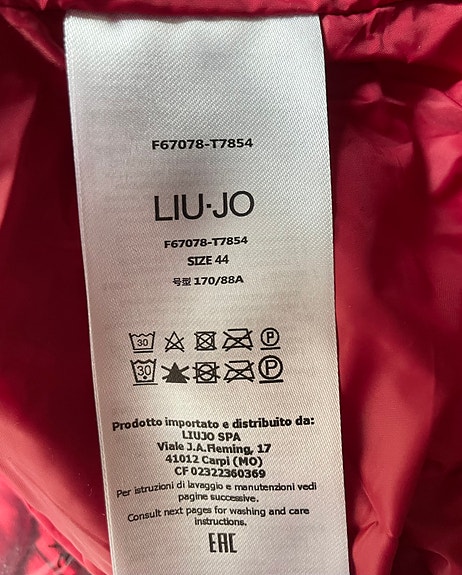 F67078-T7854
LIU·JO
F67078-T7854
SIZE 44
号型 170/88A
30 P
30 P
Prodotto importato e distribuito da:
LIUJO SPA
Viale J.A.Fleming, 17
41012 Carpi (MO)
CF 02322360369
Per istruzioni di lavaggio e manutenzioni vedi
pagine successive.
Consult next pages for washing and care
instructions.
EAC